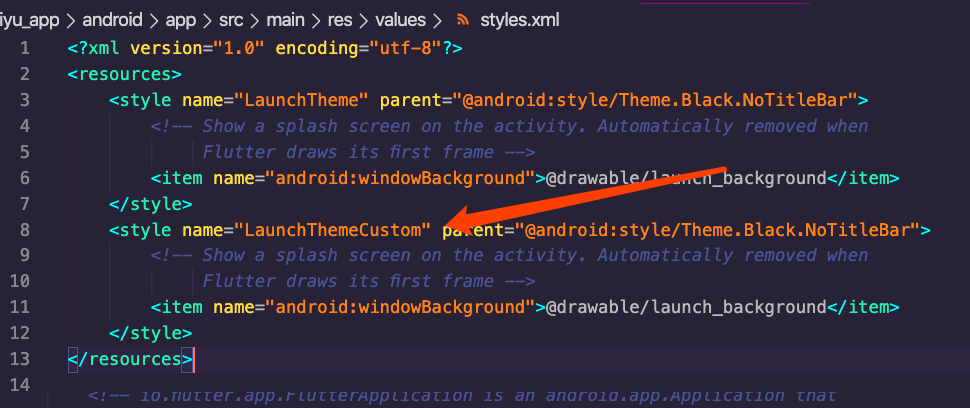 iyu_app > android > app > src > main > res > values > styles.xml
1 <?xml version="1.0" encoding="utf-8"?>
2 <resources>
3 <style name="LaunchTheme" parent="@android:style/Theme.Black.NoTitleBar">
4 <!-- Show a splash screen on the activity. Automatically removed when
5 Flutter draws its first frame -->
6 <item name="android:windowBackground">@drawable/launch_background</item>
7 </style>
8 <style name="LaunchThemeCustom" parent="@android:style/Theme.Black.NoTitleBar">
9 <!-- Show a splash screen on the activity. Automatically removed when
10 Flutter draws its first frame -->
11 <item name="android:windowBackground">@drawable/launch_background</item>
12 </style>
13 </resources>
14
<!-- io.flutter.app.FlutterApplication is an android.app.Application that